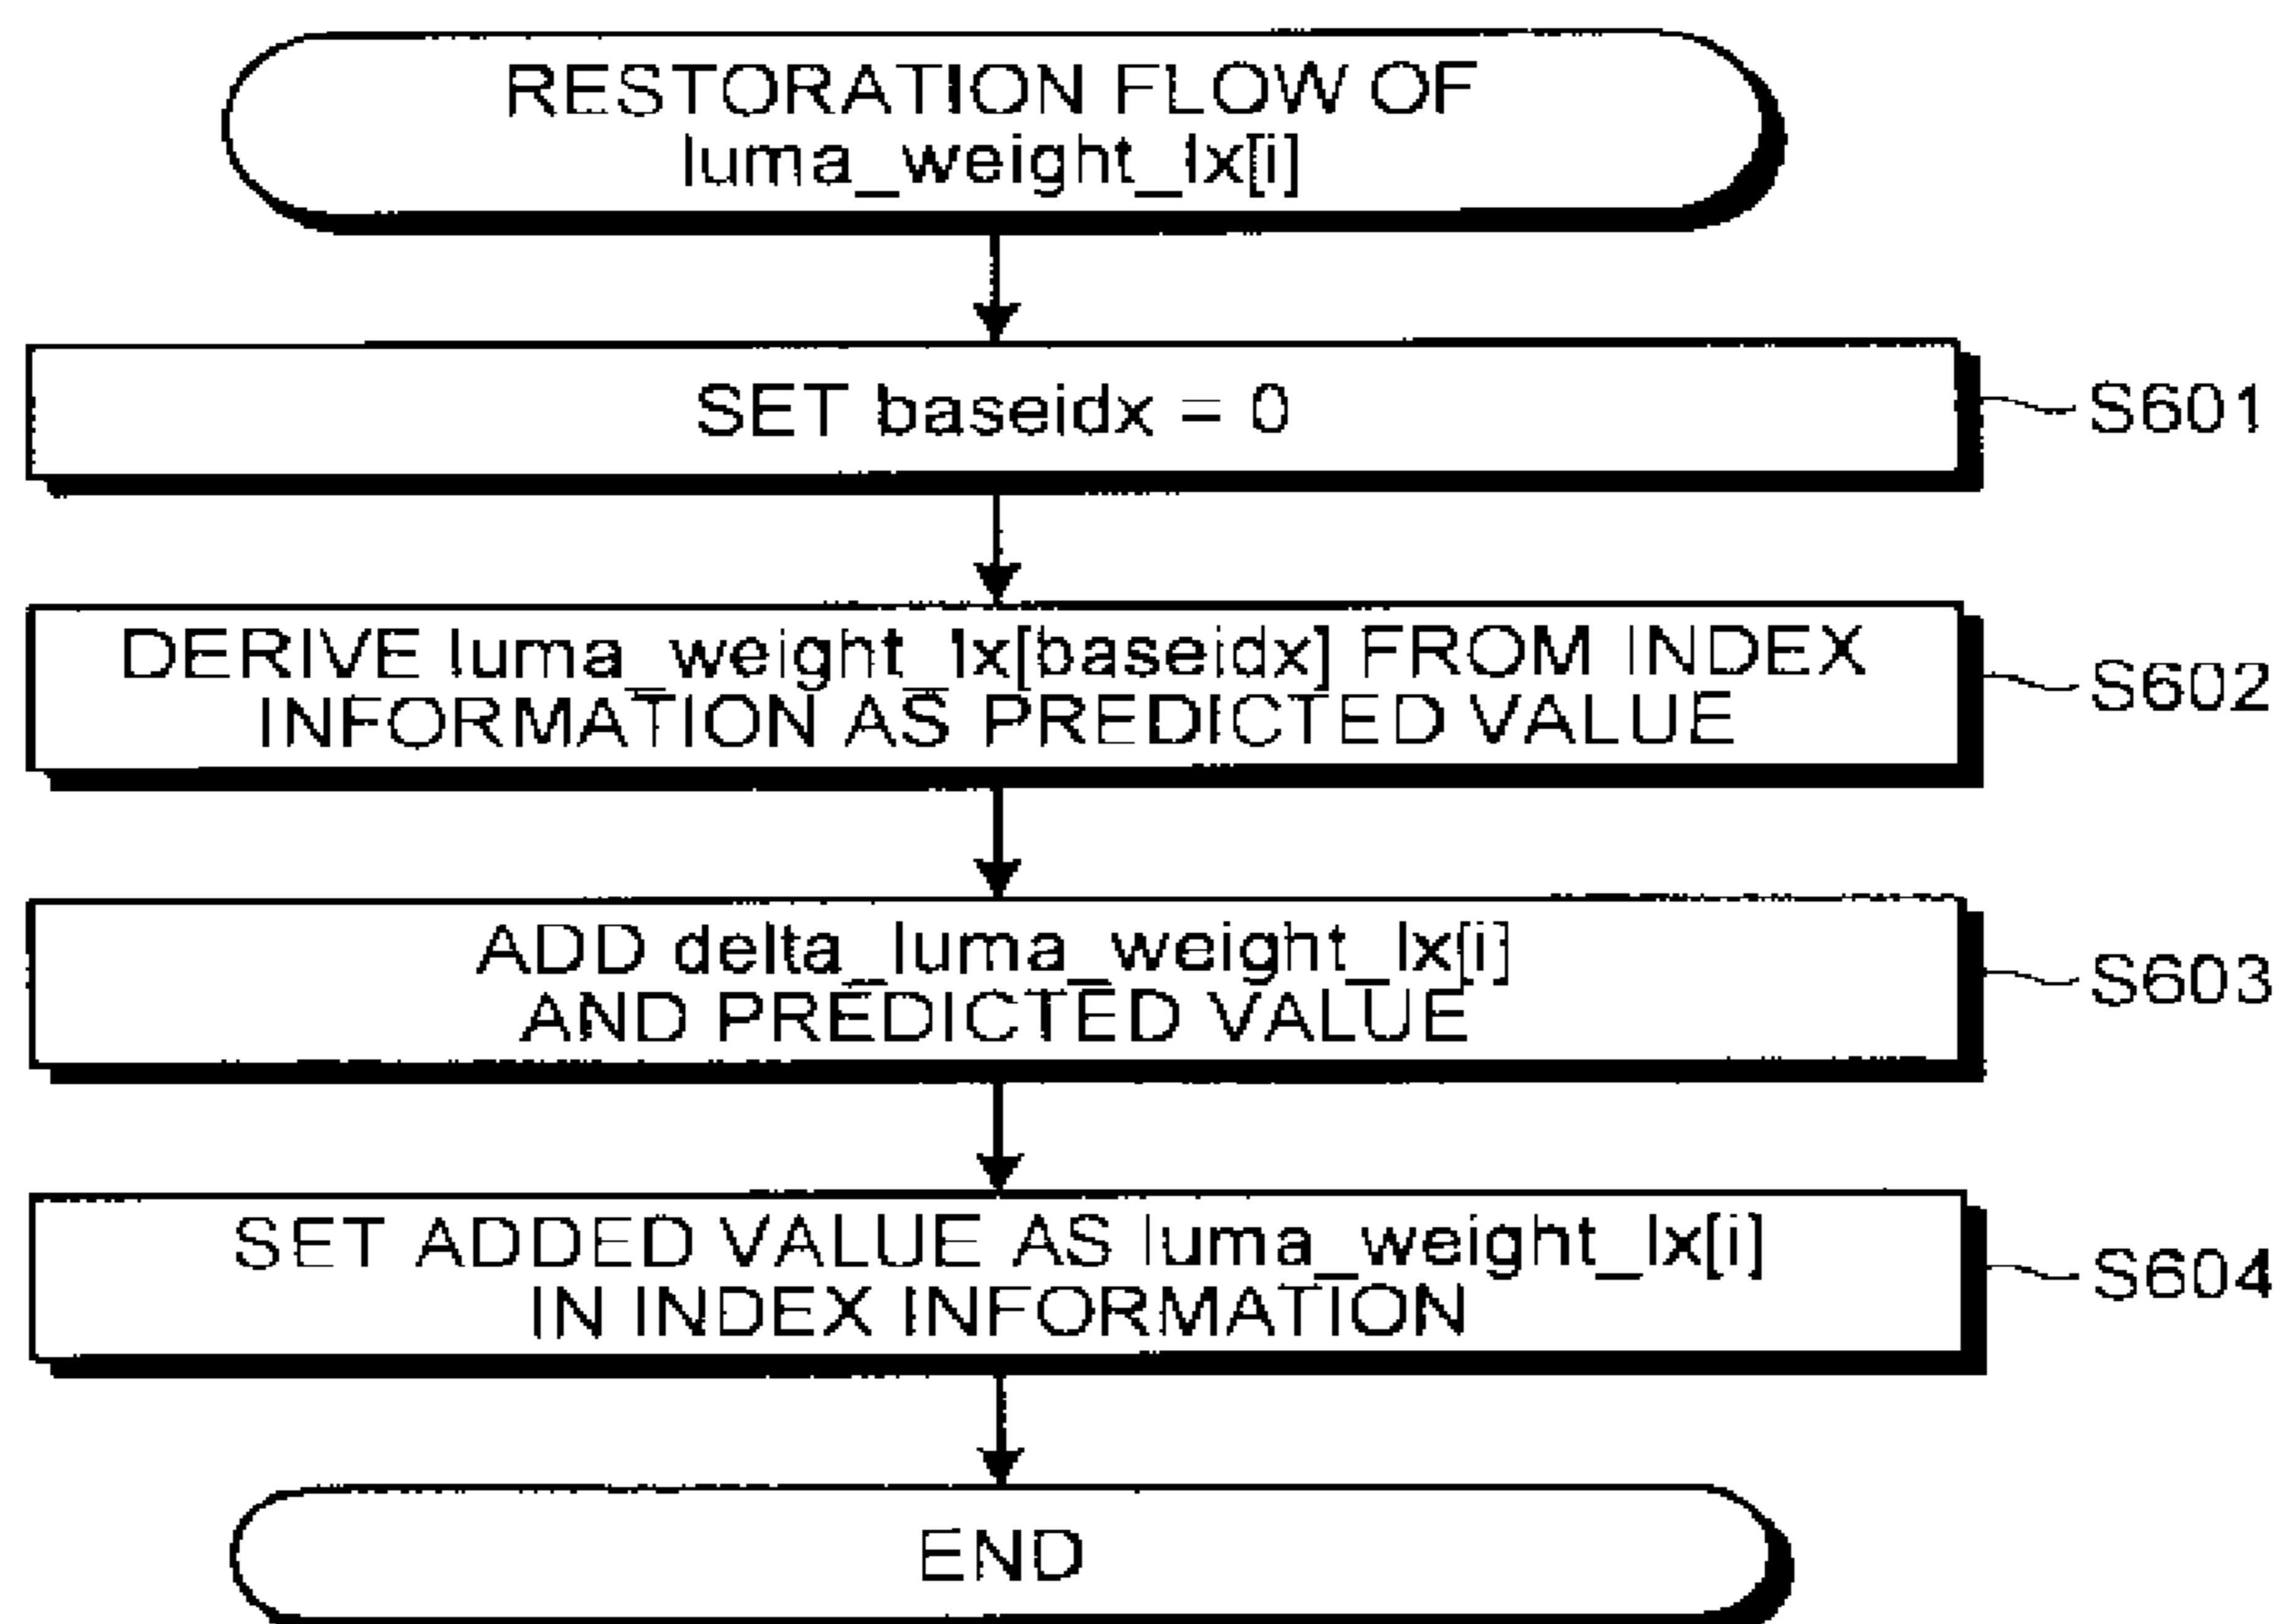 RESTORATION FLOW OF
luma_weight_lx[i]
SET baseidx = 0
S601
DERIVE luma_weight_lx[baseidx] FROM INDEX
INFORMATION AS PREDICTED VALUE
S602
ADD delta_luma_weight_lx[i]
AND PREDICTED VALUE
S603
SET ADDED VALUE AS luma_weight_lx[i]
IN INDEX INFORMATION
S604
END